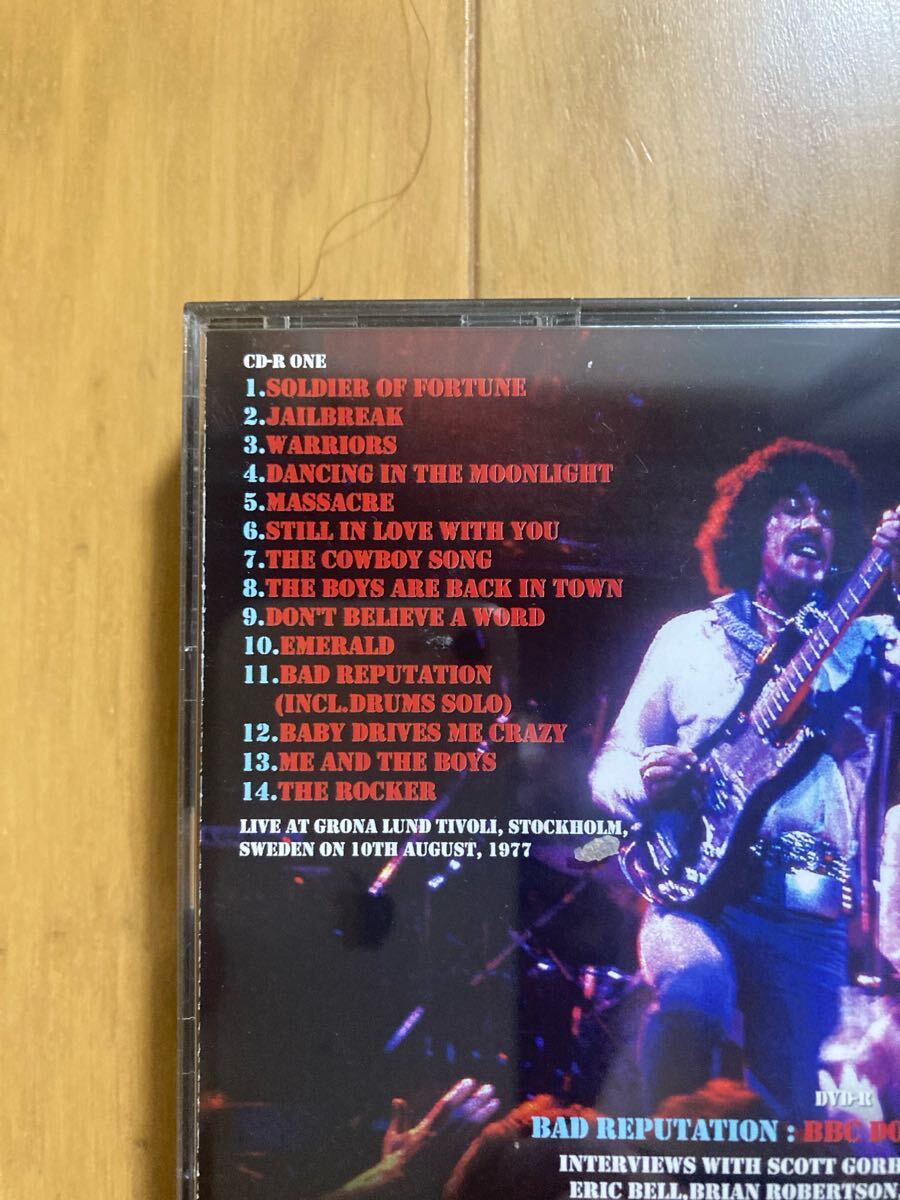 CD-R ONE
1.SOLDIER OF FORTUNE
2.JAILBREAK
3.WARRIORS
4.DANCING IN THE MOONLIGHT
5.MASSACRE
6.STILL IN LOVE WITH YOU
7.THE COWBOY SONG
8.THE BOYS ARE BACK IN TOWN
9.DON'T BELIEVE A WORD
10.EMERALD
11.BAD REPUTATION
(INCL.DRUMS SOLO)
12.BABY DRIVES ME CRAZY
13.ME AND THE BOYS
14.THE ROCKER
LIVE AT GRONA LUND TIVOLI, STOCKHOLM,
SWEDEN ON 10TH AUGUST, 1977
DVD-R
BAD REPUTATION : BBC
INTERVIEWS WITH SCOTT
ERIC BELL.BRIAN ROBERTSON